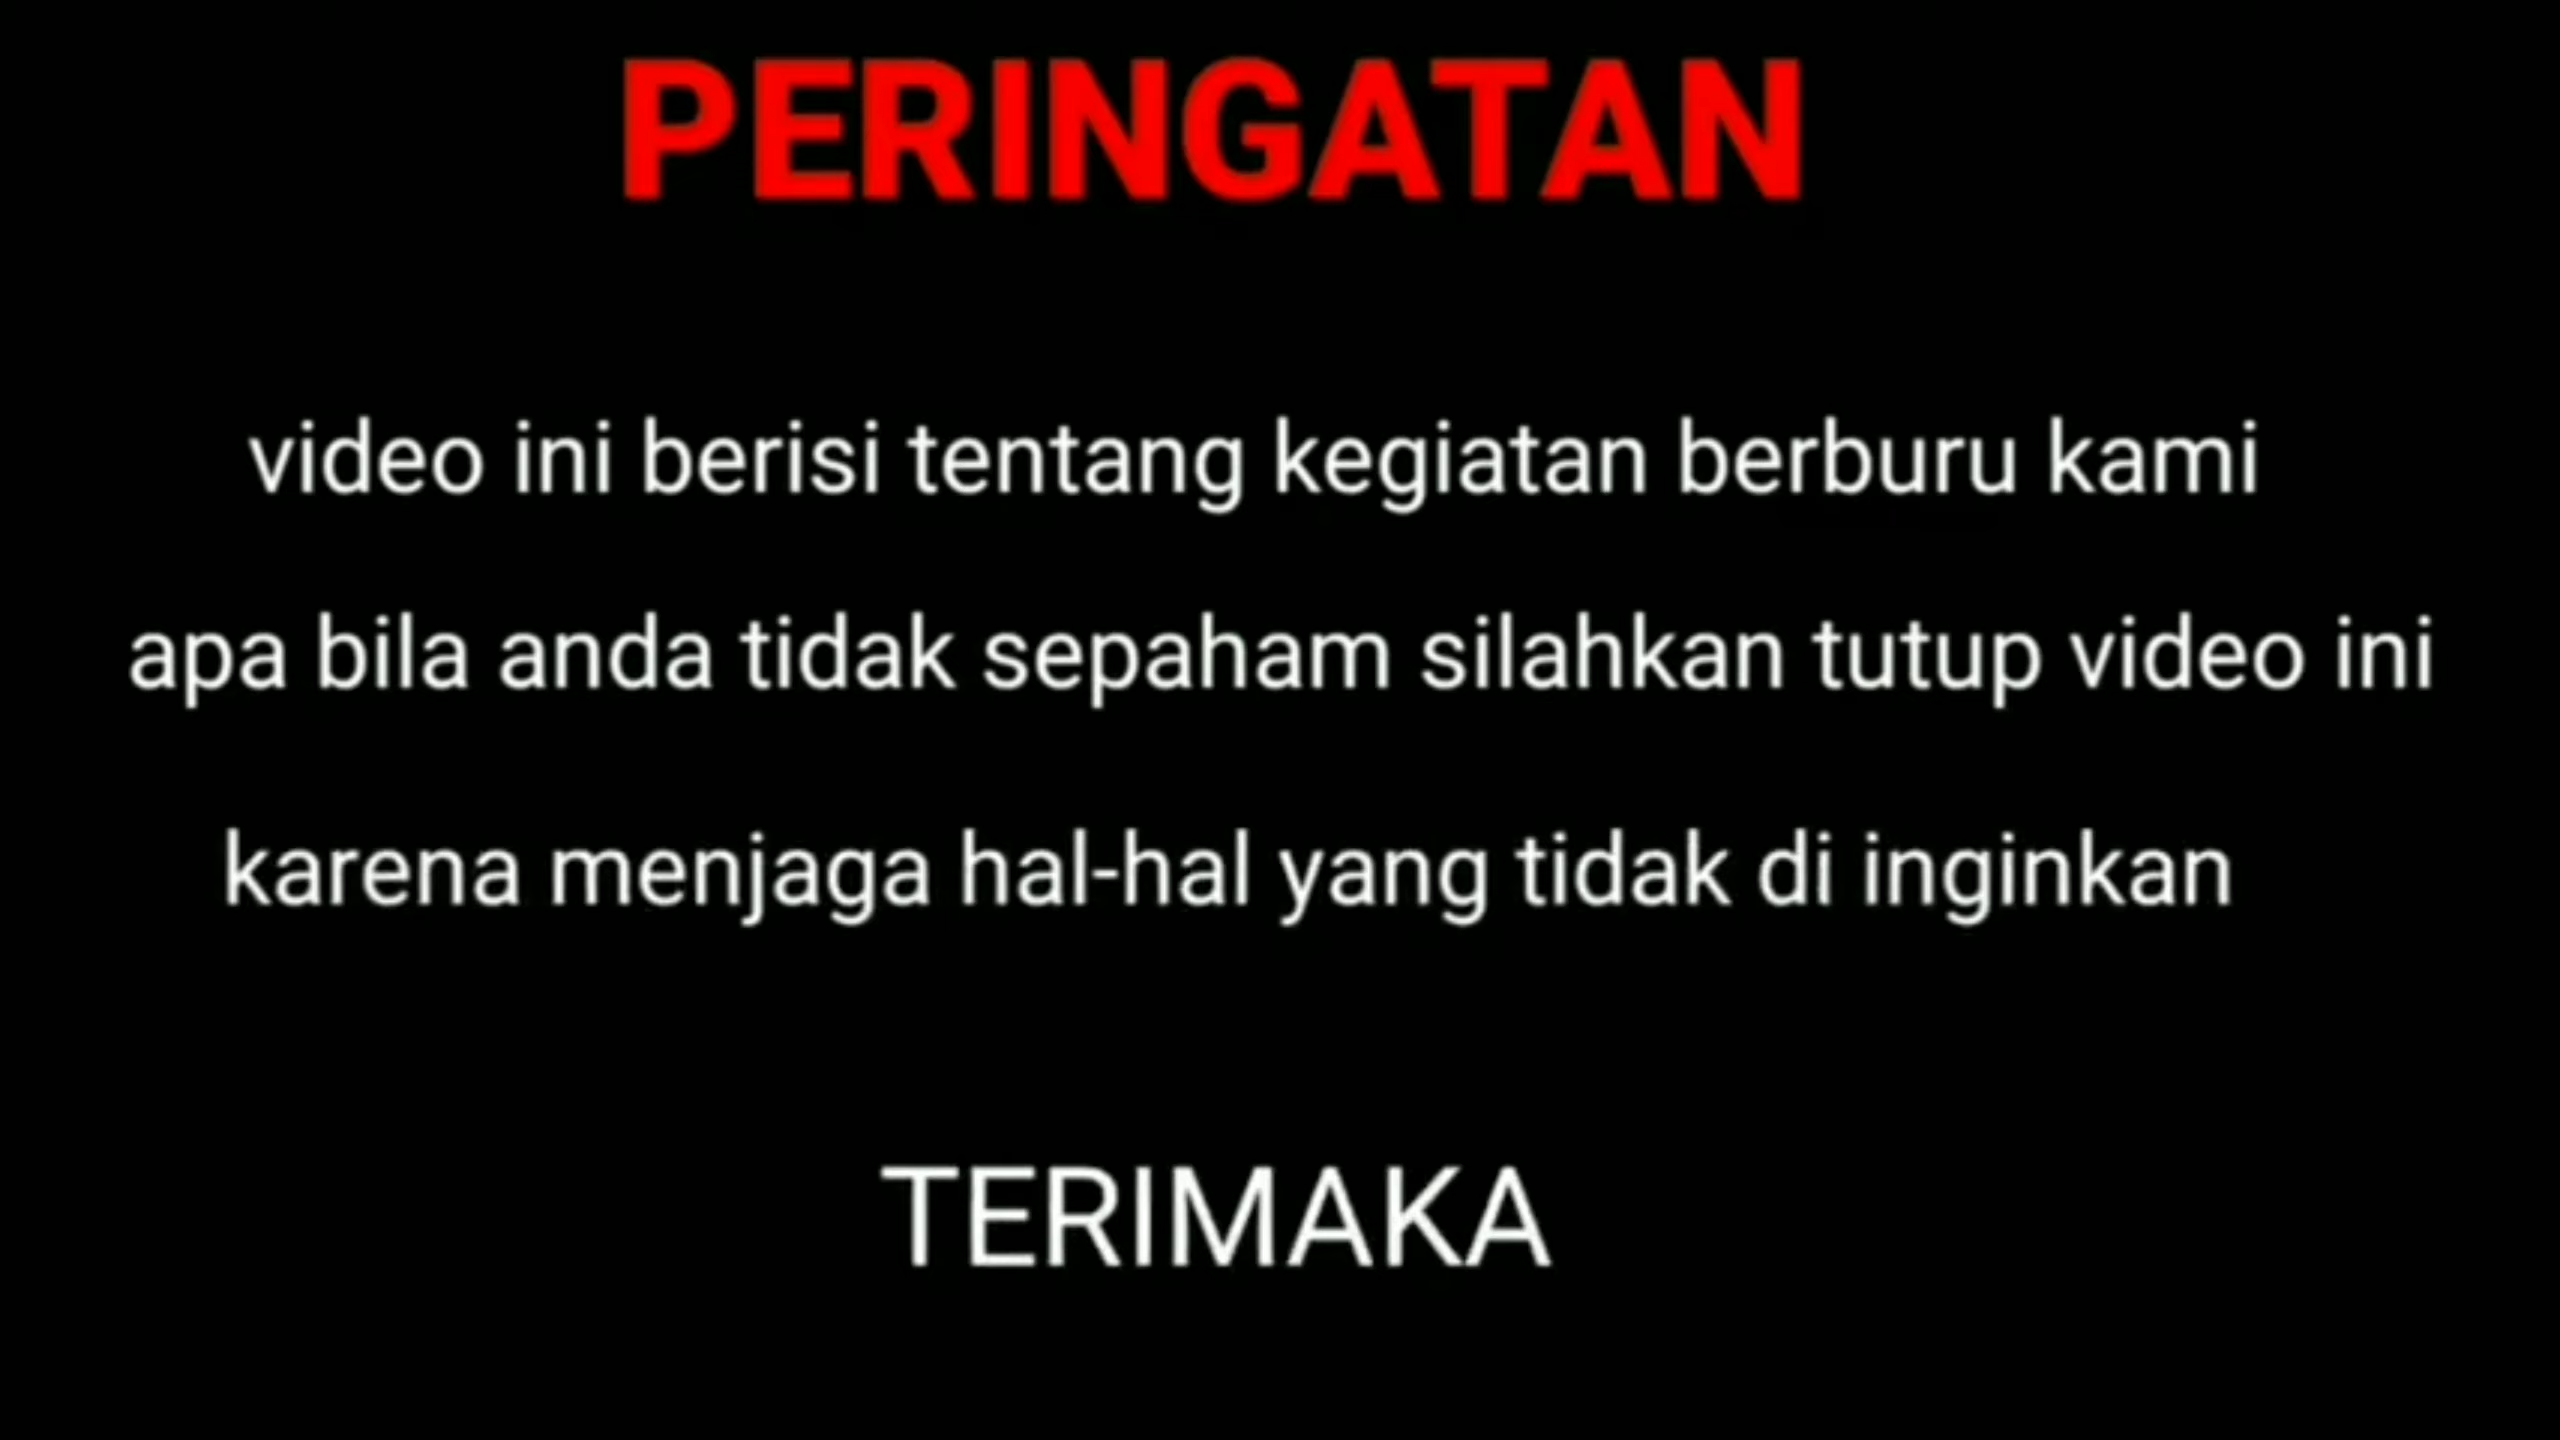 PERINGATAN
video ini berisi tentang kegiatan berburu kami
apa bila anda tidak sepaham silahkan tutup video ini
karena menjaga hal-hal yang tidak di inginkan
TERIMAKA